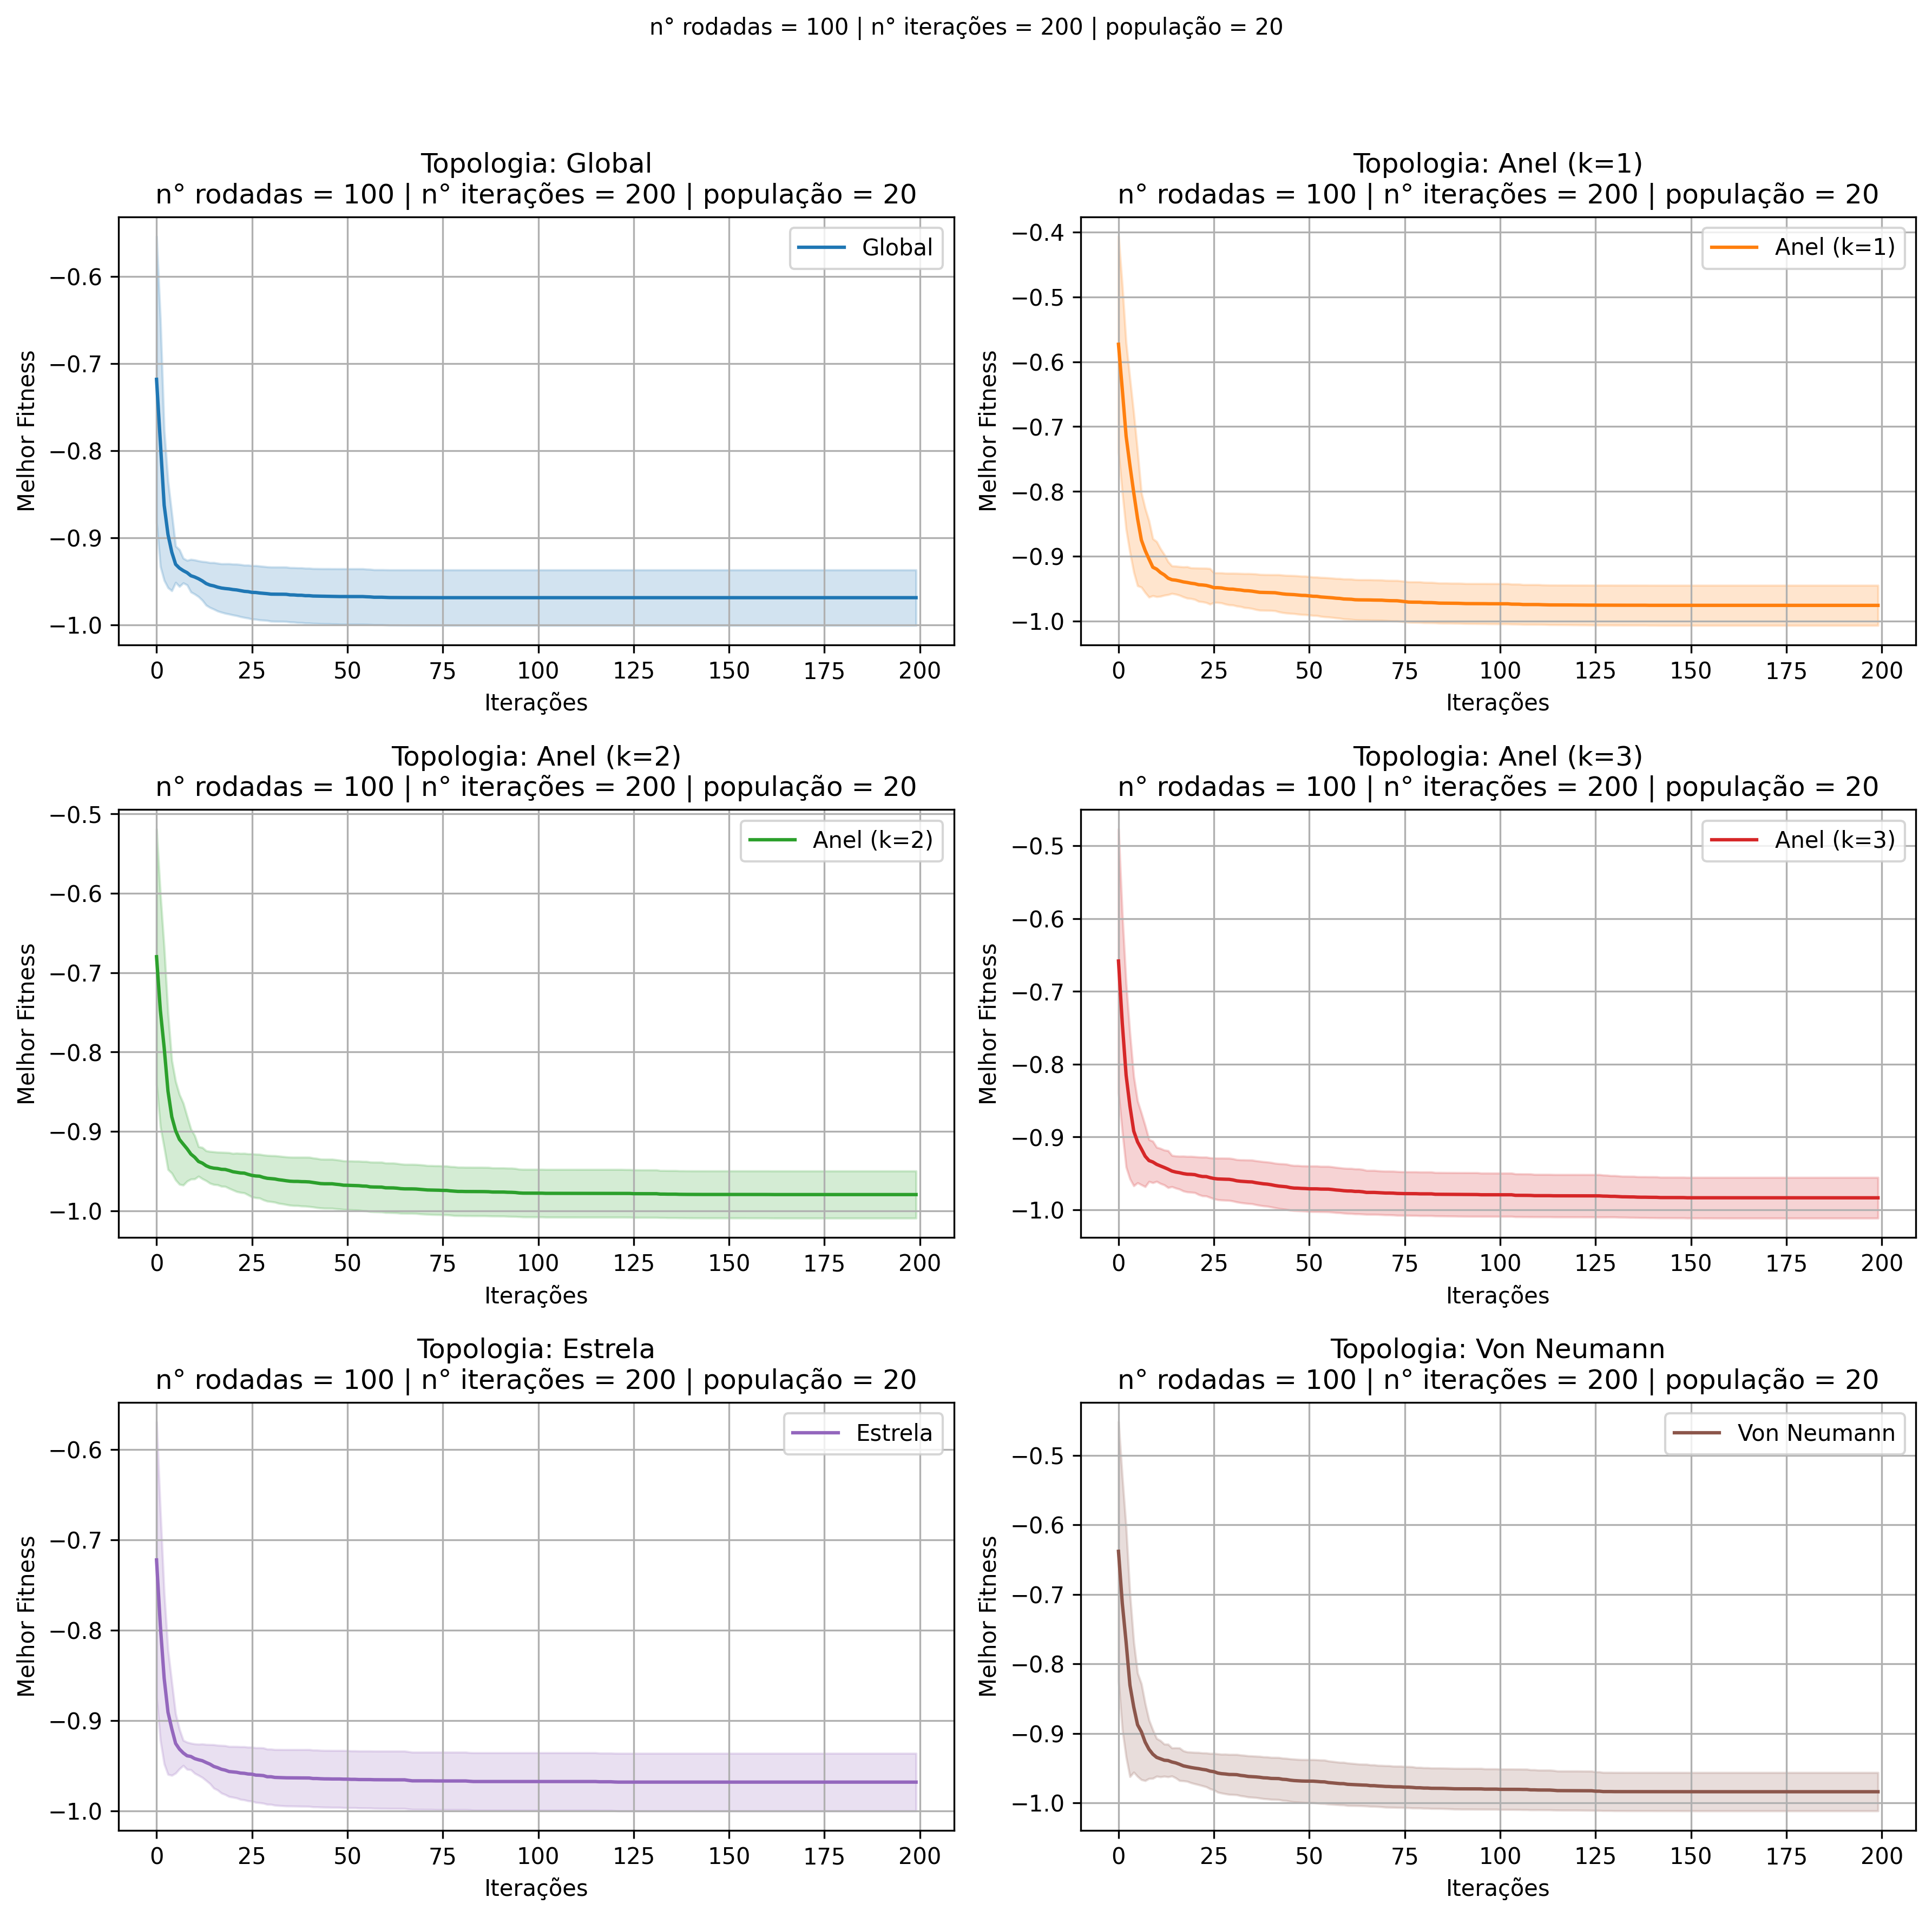 n° rodadas = 100 | n° iterações = 200 | população = 20
Topologia: Global
n° rodadas = 100 | n° iterações = 200 | população = 20
Global
Melhor Fitness
−0.6
−0.7
−0.8
−0.9
−1.0
0 25 50 75 100 125 150 175 200
Iterações
Topologia: Anel (k=1)
n° rodadas = 100 | n° iterações = 200 | população = 20
Anel (k=1)
Melhor Fitness
−0.4
−0.5
−0.6
−0.7
−0.8
−0.9
−1.0
0 25 50 75 100 125 150 175 200
Iterações
Topologia: Anel (k=2)
n° rodadas = 100 | n° iterações = 200 | população = 20
Anel (k=2)
Melhor Fitness
−0.5
−0.6
−0.7
−0.8
−0.9
−1.0
0 25 50 75 100 125 150 175 200
Iterações
Topologia: Anel (k=3)
n° rodadas = 100 | n° iterações = 200 | população = 20
Anel (k=3)
Melhor Fitness
−0.5
−0.6
−0.7
−0.8
−0.9
−1.0
0 25 50 75 100 125 150 175 200
Iterações
Topologia: Estrela
n° rodadas = 100 | n° iterações = 200 | população = 20
Estrela
Melhor Fitness
−0.6
−0.7
−0.8
−0.9
−1.0
0 25 50 75 100 125 150 175 200
Iterações
Topologia: Von Neumann
n° rodadas = 100 | n° iterações = 200 | população = 20
Von Neumann
Melhor Fitness
−0.5
−0.6
−0.7
−0.8
−0.9
−1.0
0 25 50 75 100 125 150 175 200
Iterações